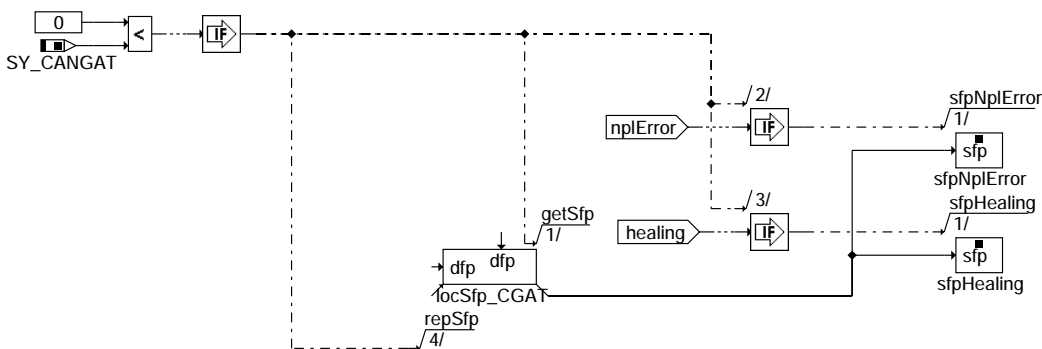 0
<
IF
SY_CANGAT
2/
sfpNplError
1/
nplError
IF
sfp
sfpNplError
3/
sfpHealing
1/
getSfp
1/
healing
IF
sfp
dfp
dfp
sfpHealing
locSfp_CGAT
repSfp
4/